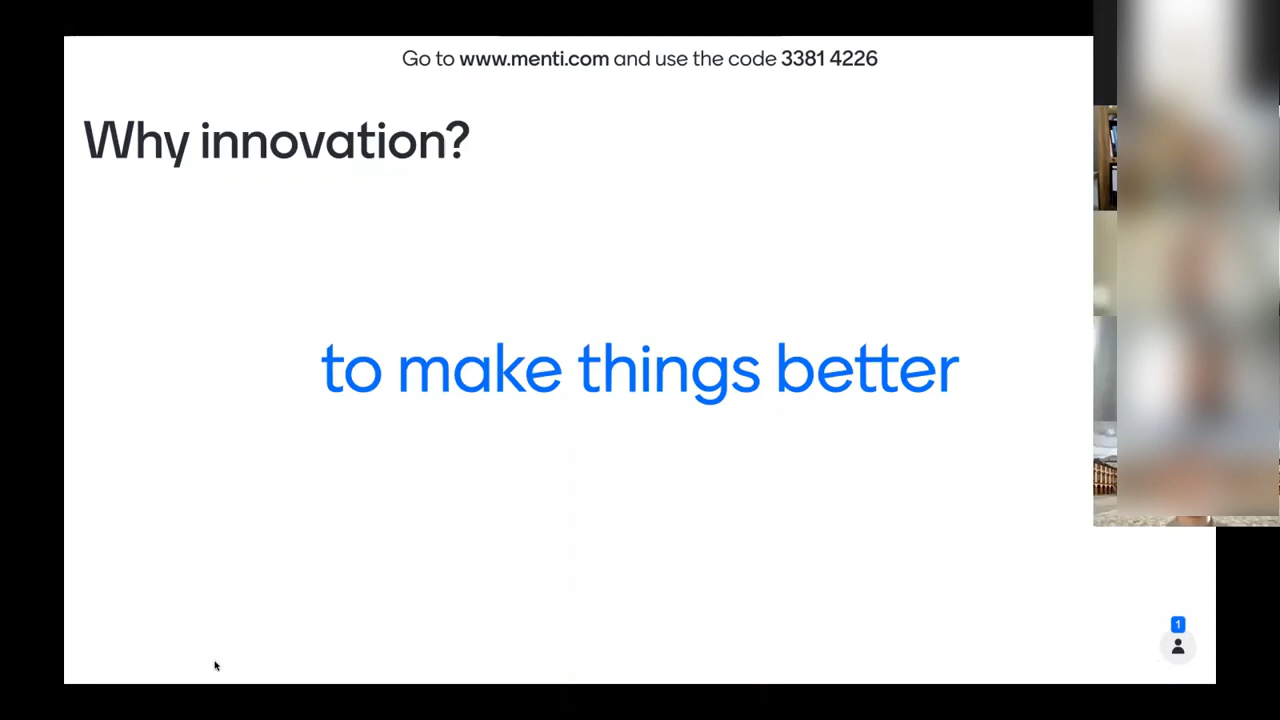 Go to www.menti.com and use the code 3381 4226
Why innovation?
to make things better
1